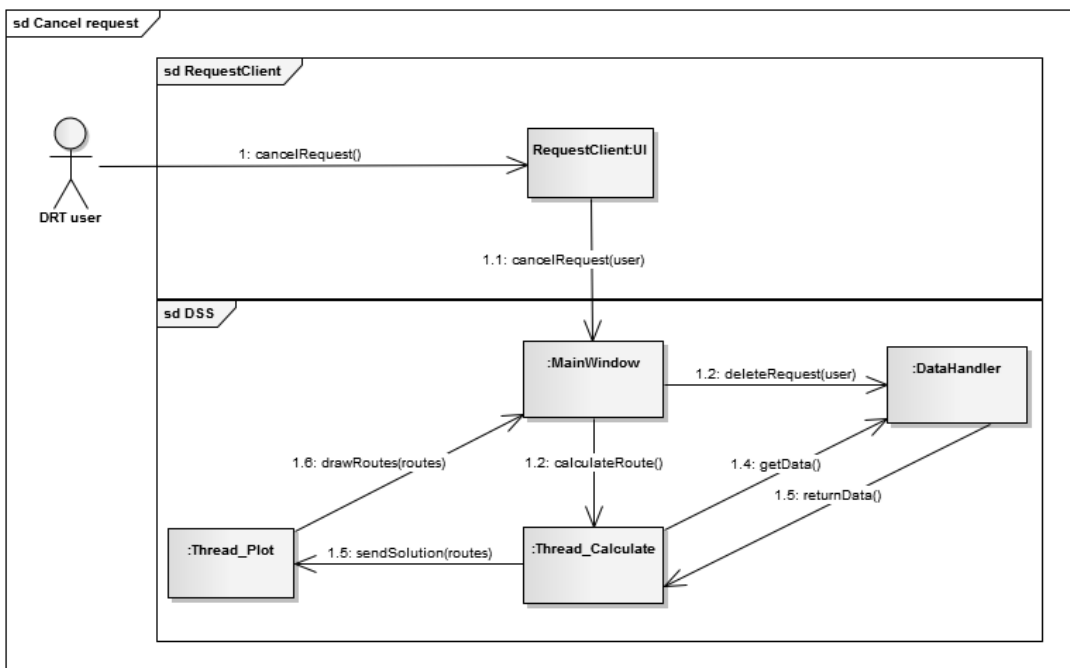 sd Cancel request
sd RequestClient
RequestClient:UI
1: cancelRequest()
DRT user
1.1: cancelRequest(user)
sd DSS
:MainWindow
:DataHandler
1.2: deleteRequest(user)
1.6: drawRoutes(routes)
1.2: calculateRoute()
1.4: getData()
1.5: returnData()
:Thread_Plot
1.5: sendSolution(routes)
:Thread_Calculate